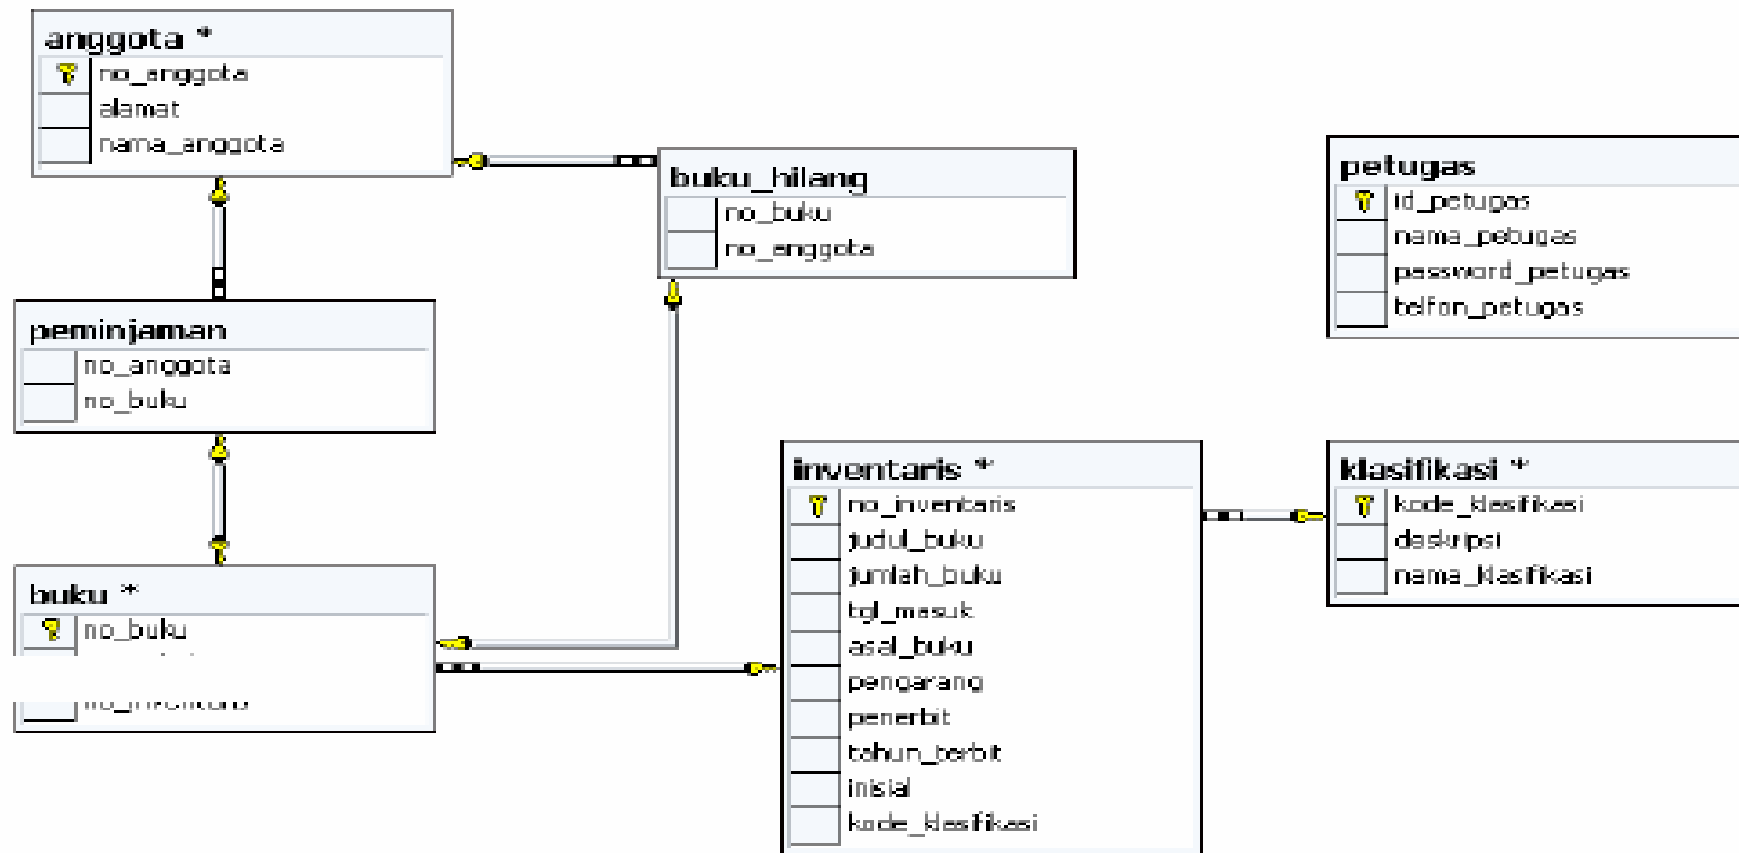 anggota *
no_anggota
alamat
nama_anggota
buku_hilang
no_buku
no_anggota
petugas
id_petugas
nama_petugas
password_petugas
telfon_petugas
peminjaman
no_anggota
no_buku
inventaris *
no_inventaris
judul_buku
jumlah_buku
tgl_masuk
asal_buku
pengarang
penerbit
tahun_terbit
inisial
kode_klasifikasi
klasifikasi *
kode_klasifikasi
deskripsi
nama_klasifikasi
buku *
no_buku